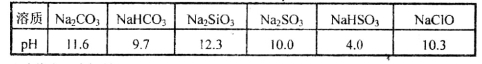 溶质 Na₂CO₃ NaHCO₃ Na₂SiO₃ Na₂SO₃ NaHSO₃ NaClO
pH 11.6 9.7 12.3 10.0 4.0 10.3